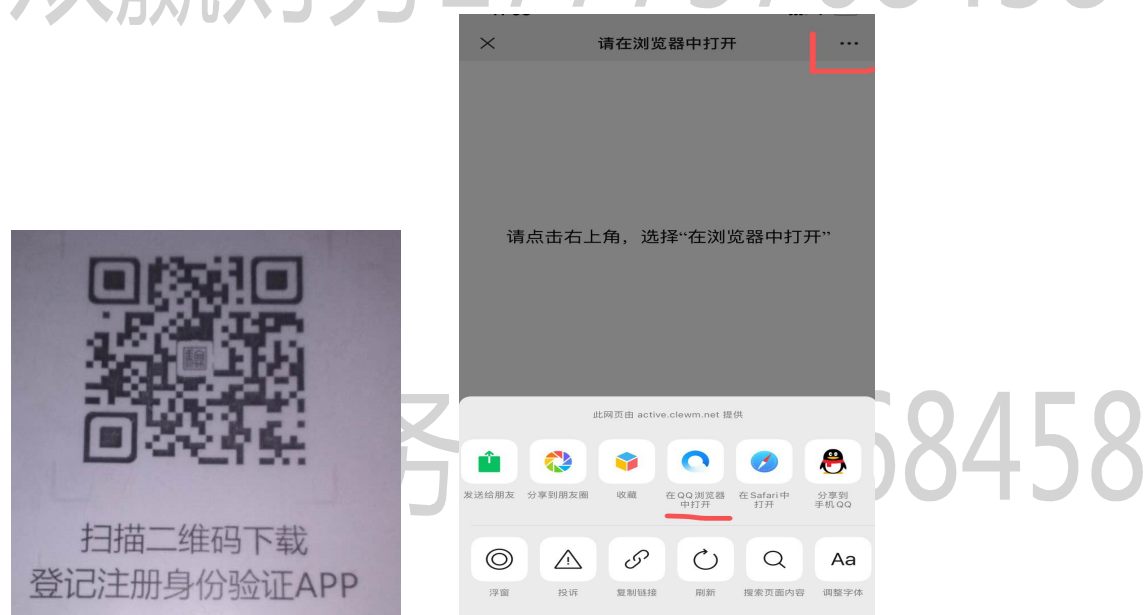 请在浏览器中打开
请点击右上角，选择“在浏览器中打开”
扫描二维码下载
登记注册身份验证APP
此网页由 active.clewm.net 提供
发送给朋友
分享到朋友圈
收藏
在QQ浏览器
中打开
在Safari中
打开
分享到
手机QQ
浮窗
投诉
复制链接
刷新
搜索页面内容
Aa
调整字体
务
68458